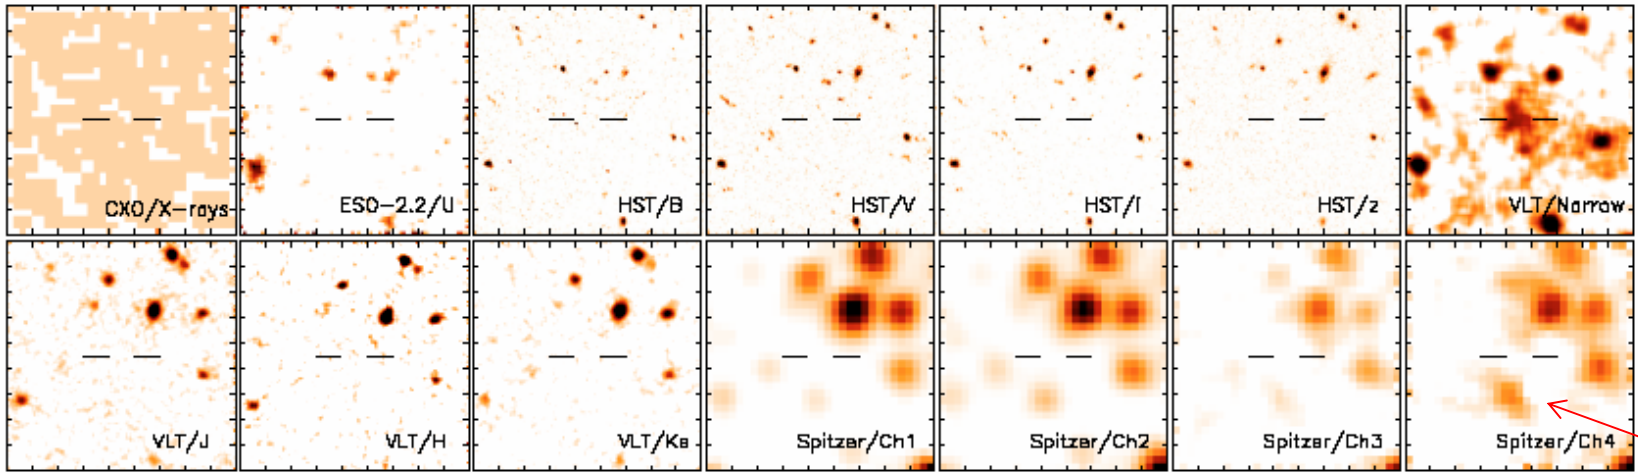 CXO/X-rays
ESO-2.2/U
HST/B
HST/V
HST/i
HST/z
VLT/Narrow
VLT/J
VLT/H
VLT/Ks
Spitzer/Ch1
Spitzer/Ch2
Spitzer/Ch3
Spitzer/Ch4